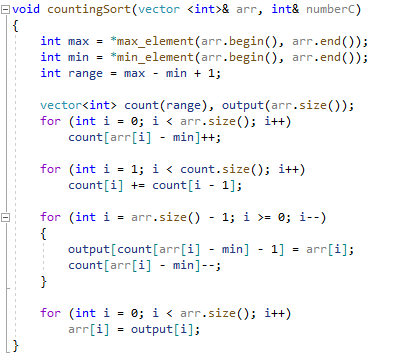 void countingSort(vector <int>& arr, int& numberC)
{
    int max = *max_element(arr.begin(), arr.end());
    int min = *min_element(arr.begin(), arr.end());
    int range = max - min + 1;

    vector<int> count(range), output(arr.size());
    for (int i = 0; i < arr.size(); i++)
        count[arr[i] - min]++;

    for (int i = 1; i < count.size(); i++)
        count[i] += count[i - 1];

    for (int i = arr.size() - 1; i >= 0; i--)
    {
        output[count[arr[i] - min] - 1] = arr[i];
        count[arr[i] - min]--;
    }

    for (int i = 0; i < arr.size(); i++)
        arr[i] = output[i];
}